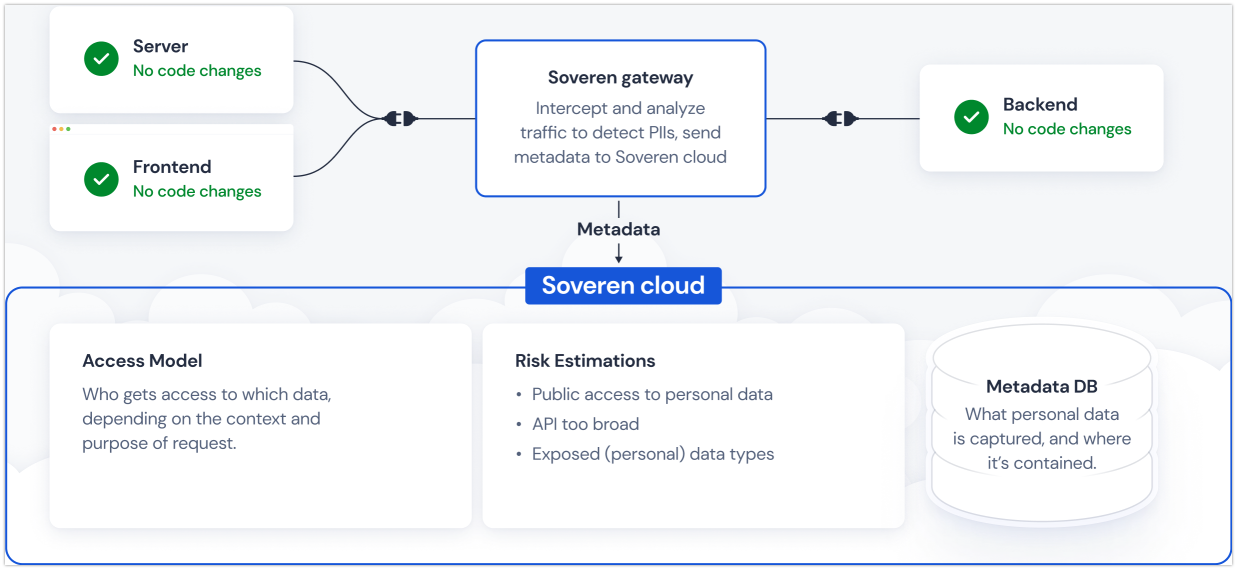 Server
No code changes
Frontend
No code changes
Soveren gateway
Intercept and analyze
traffic to detect PIIs, send
metadata to Soveren cloud
Backend
No code changes
Metadata
Soveren cloud
Access Model
Who gets access to which data,
depending on the context and
purpose of request.
Risk Estimations
• Public access to personal data
• API too broad
• Exposed (personal) data types
Metadata DB
What personal data
is captured, and where
it’s contained.